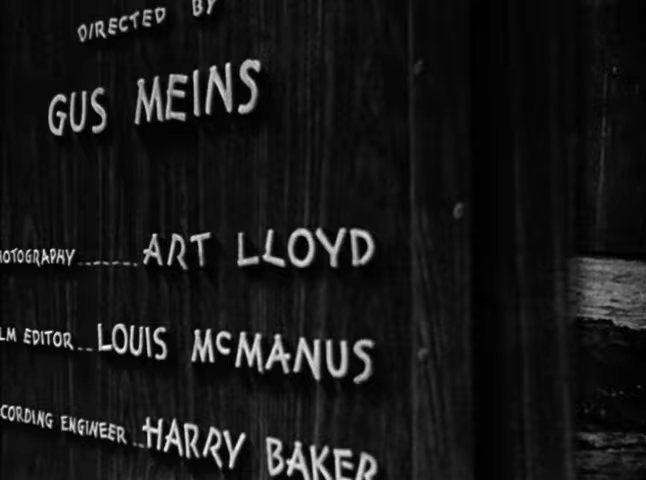 DIRECTED BY
GUS MEINS
OTOGRAPHY....... ART LLOYD
LM EDITOR.. LOUIS McMANUS
CORDING ENGINEER.. HARRY BAKER